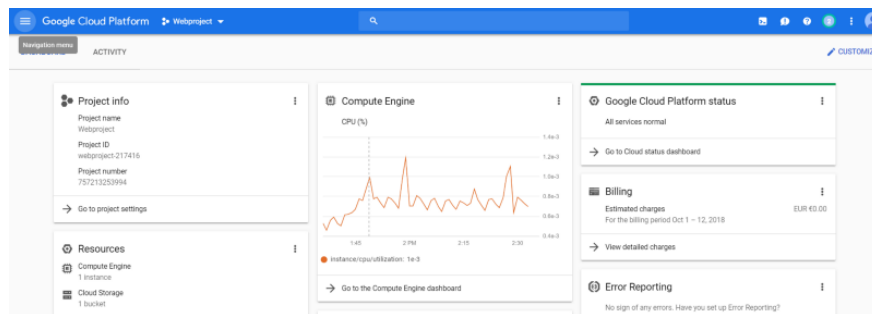 Google Cloud Platform Webproject
Navigation menu
ACTIVITY
CUSTOMIZ
Project info
Project name
Webproject
Project ID
webproject-217416
Project number
757213253994
Go to project settings
Resources
Compute Engine
1 instance
Cloud Storage
1 bucket
Compute Engine
CPU (%)
1.4e-3
1.2e-3
1.0e-3
0.8e-3
0.6e-3
0.4e-3
1:45 2 PM 2:15 2:30
instance/cpu/utilization: 1e-3
Go to the Compute Engine dashboard
Google Cloud Platform status
All services normal
Go to Cloud status dashboard
Billing
Estimated charges EUR €0.00
For the billing period Oct 1 – 12, 2018
View detailed charges
Error Reporting
No sign of any errors. Have you set up Error Reporting?